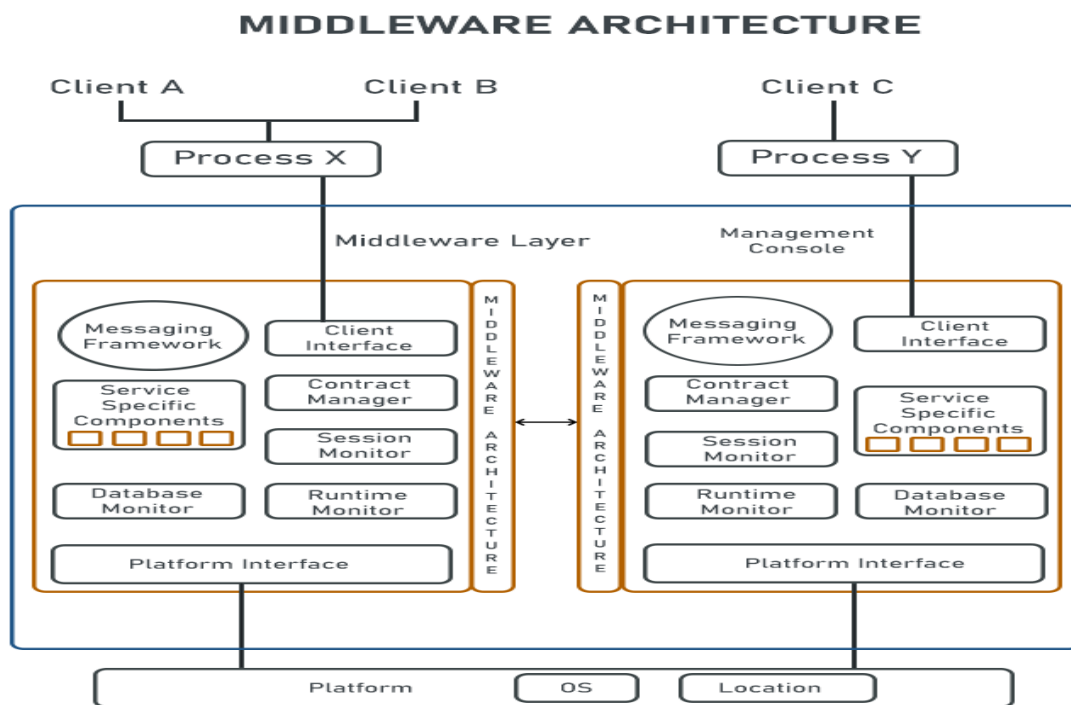 MIDDLEWARE ARCHITECTURE
Client A
Client B
Client C
Process X
Process Y
Middleware Layer
Management
Console
Messaging
Framework
Client
Interface
Service
Specific
Components
Contract
Manager
Session
Monitor
Database
Monitor
Runtime
Monitor
Platform Interface
MIDDLEWARE ARCHITECTURE
MIDDLEWARE ARCHITECTURE
Messaging
Framework
Client
Interface
Contract
Manager
Service
Specific
Components
Session
Monitor
Runtime
Monitor
Database
Monitor
Platform Interface
Platform
OS
Location